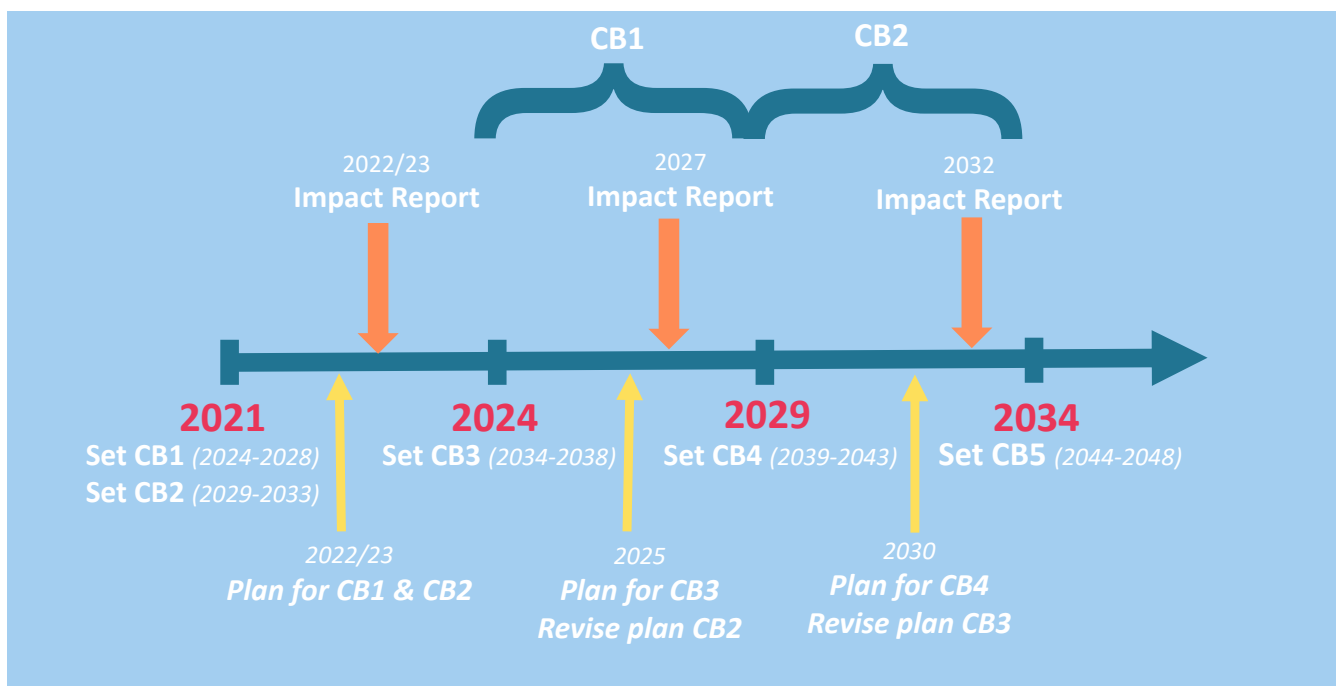 CB1
CB2
2022/23
Impact Report
2027
Impact Report
2032
Impact Report
2021
Set CB1 (2024-2028)
Set CB2 (2029-2033)
2024
Set CB3 (2034-2038)
2029
Set CB4 (2039-2043)
2034
Set CB5 (2044-2048)
2022/23
Plan for CB1 & CB2
2025
Plan for CB3
Revise plan CB2
2030
Plan for CB4
Revise plan CB3